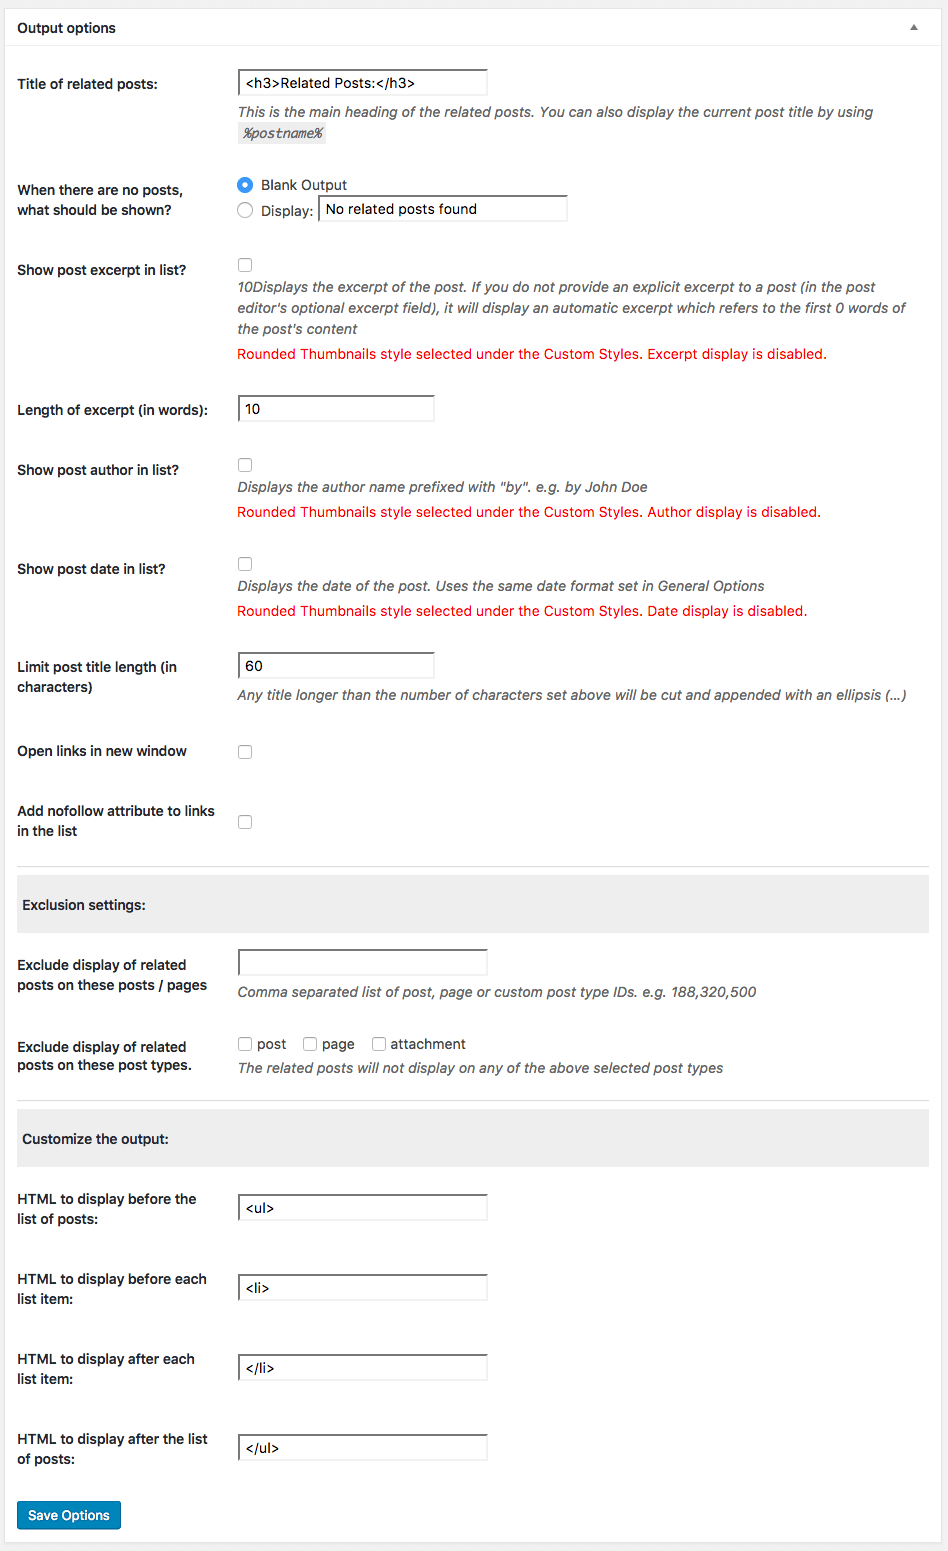 Output options
Title of related posts:
<h3>Related Posts:</h3>
This is the main heading of the related posts. You can also display the current post title by using
%postname%
When there are no posts,
what should be shown?
Blank Output
Display: No related posts found
Show post excerpt in list?
10Displays the excerpt of the post. If you do not provide an explicit excerpt to a post (in the post
editor's optional excerpt field), it will display an automatic excerpt which refers to the first 0 words of
the post's content
Rounded Thumbnails style selected under the Custom Styles. Excerpt display is disabled.
Length of excerpt (in words):
10
Show post author in list?
Displays the author name prefixed with "by". e.g. by John Doe
Rounded Thumbnails style selected under the Custom Styles. Author display is disabled.
Show post date in list?
Displays the date of the post. Uses the same date format set in General Options
Rounded Thumbnails style selected under the Custom Styles. Date display is disabled.
Limit post title length (in
characters)
60
Any title longer than the number of characters set above will be cut and appended with an ellipsis (...)
Open links in new window
Add nofollow attribute to links
in the list
Exclusion settings:
Exclude display of related
posts on these posts / pages
Comma separated list of post, page or custom post type IDs. e.g. 188,320,500
Exclude display of related
posts on these post types.
post page attachment
The related posts will not display on any of the above selected post types
Customize the output:
HTML to display before the
list of posts:
<ul>
HTML to display before each
list item:
<li>
HTML to display after each
list item:
</li>
HTML to display after the list
of posts:
</ul>
Save Options